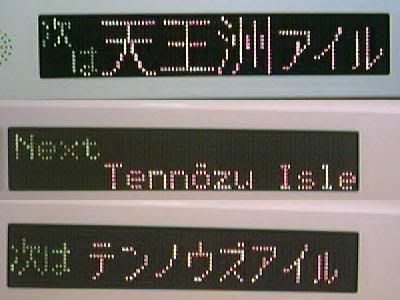 次は天王洲アイル
Next
Tennōzu Isle
次は テンノウズアイル